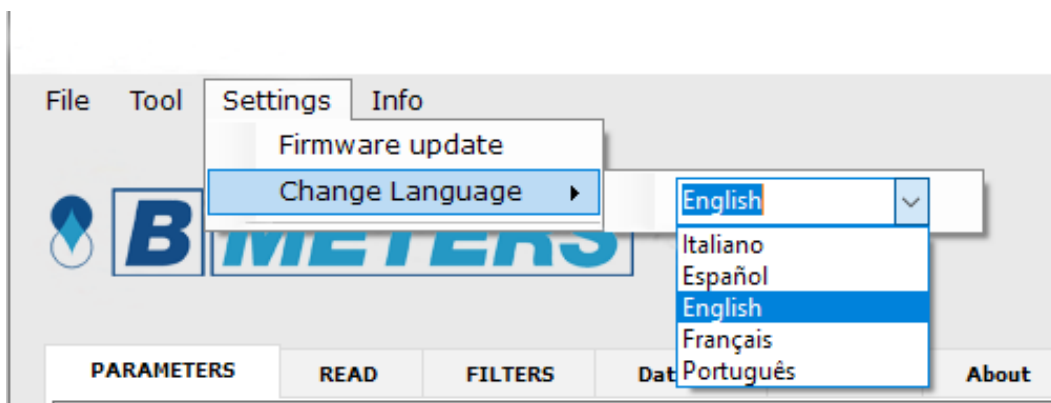 File Tool Settings Info
Firmware update
Change Language
English
Italiano
Español
English
Français
Português
B METERS
PARAMETERS READ FILTERS Dat About